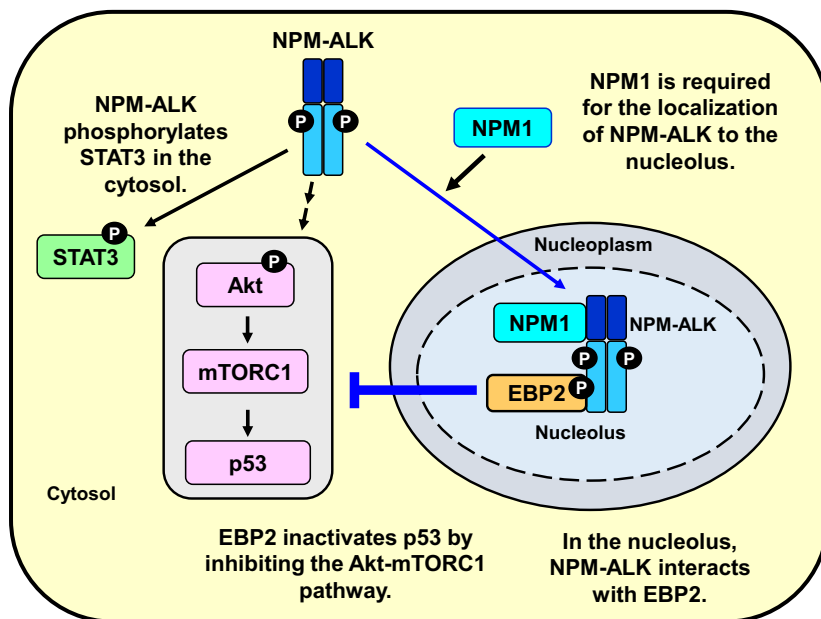 NPM-ALK
NPM-ALK
phosphorylates
STAT3 in the
cytosol.
P
P
NPM1
NPM1 is required
for the localization
of NPM-ALK to the
nucleolus.
P
STAT3
P
Akt
mTORC1
p53
Nucleoplasm
NPM1
NPM-ALK
P
P
EBP2
P
Nucleolus
Cytosol
EBP2 inactivates p53 by
inhibiting the Akt-mTORC1
pathway.
In the nucleolus,
NPM-ALK interacts
with EBP2.